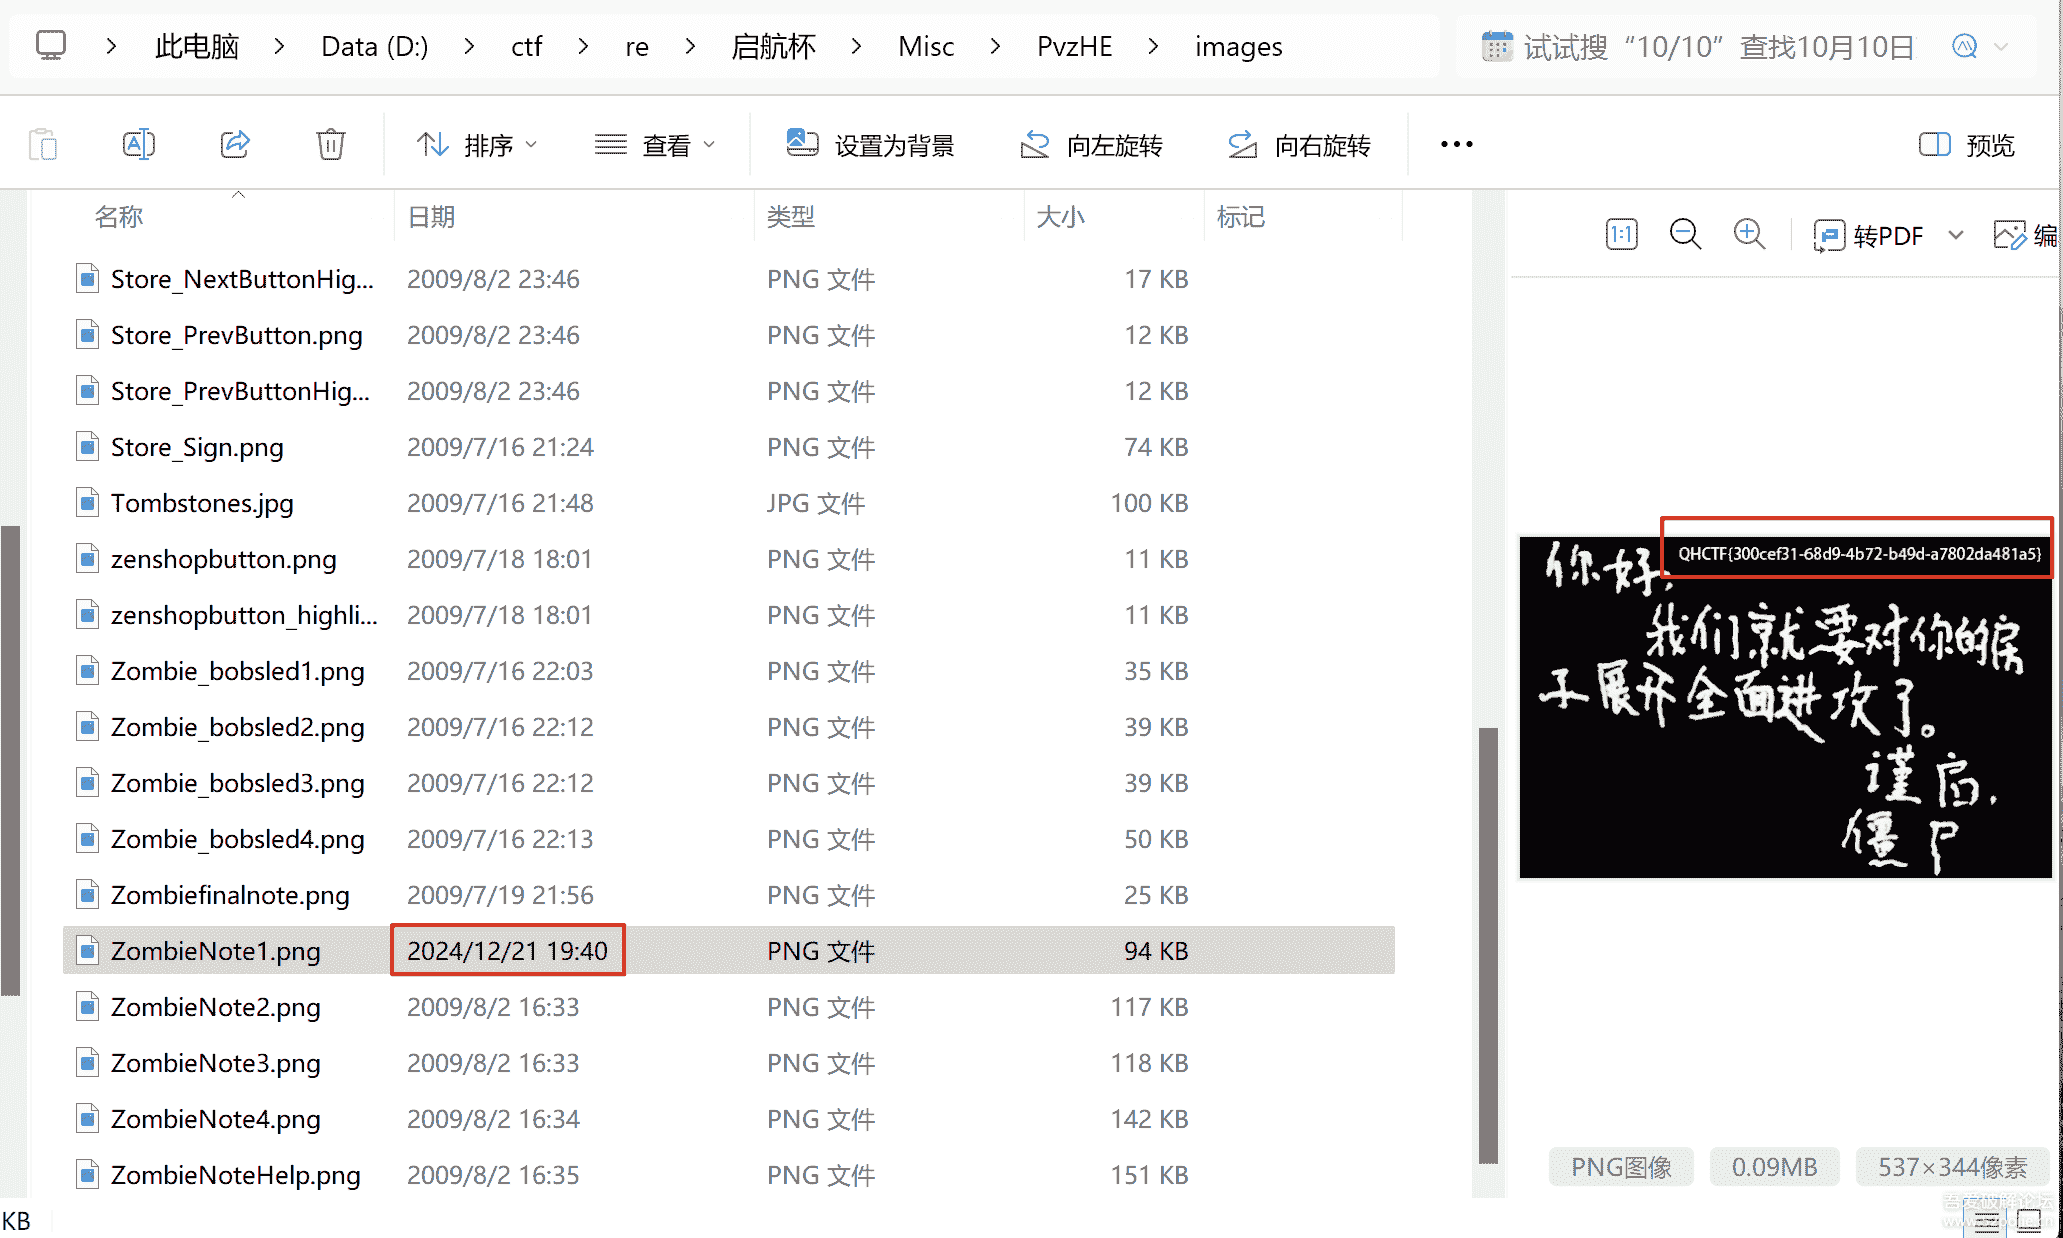 此电脑 > Data (D:) > ctf > re > 启航杯 > Misc > PvzHE > images
试试搜 “10/10” 查找10月10日
排序 查看 设置为背景 向左旋转 向右旋转 ••• 预览
名称 日期 类型 大小 标记
Store_NextButtonHig... 2009/8/2 23:46 PNG 文件 17 KB
Store_PrevButton.png 2009/8/2 23:46 PNG 文件 12 KB
Store_PrevButtonHig... 2009/8/2 23:46 PNG 文件 12 KB
Store_Sign.png 2009/7/16 21:24 PNG 文件 74 KB
Tombstones.jpg 2009/7/16 21:48 JPG 文件 100 KB
zenshopbutton.png 2009/7/18 18:01 PNG 文件 11 KB
zenshopbutton_highli... 2009/7/18 18:01 PNG 文件 11 KB
Zombie_bobsled1.png 2009/7/16 22:03 PNG 文件 35 KB
Zombie_bobsled2.png 2009/7/16 22:12 PNG 文件 39 KB
Zombie_bobsled3.png 2009/7/16 22:12 PNG 文件 39 KB
Zombie_bobsled4.png 2009/7/16 22:13 PNG 文件 50 KB
Zombiefinalnote.png 2009/7/19 21:56 PNG 文件 25 KB
ZombieNote1.png 2024/12/21 19:40 PNG 文件 94 KB
ZombieNote2.png 2009/8/2 16:33 PNG 文件 117 KB
ZombieNote3.png 2009/8/2 16:33 PNG 文件 118 KB
ZombieNote4.png 2009/8/2 16:34 PNG 文件 142 KB
ZombieNoteHelp.png 2009/8/2 16:35 PNG 文件 151 KB
KB
1:1 转PDF 编
QHCTF{300cef31-68d9-4b72-b49d-a7802da481a5}
你好,
我们就要对你的房
子展开全面进攻了。
谨启,
僵尸
PNG图像 0.09MB 537×344像素
吾爱破解论坛